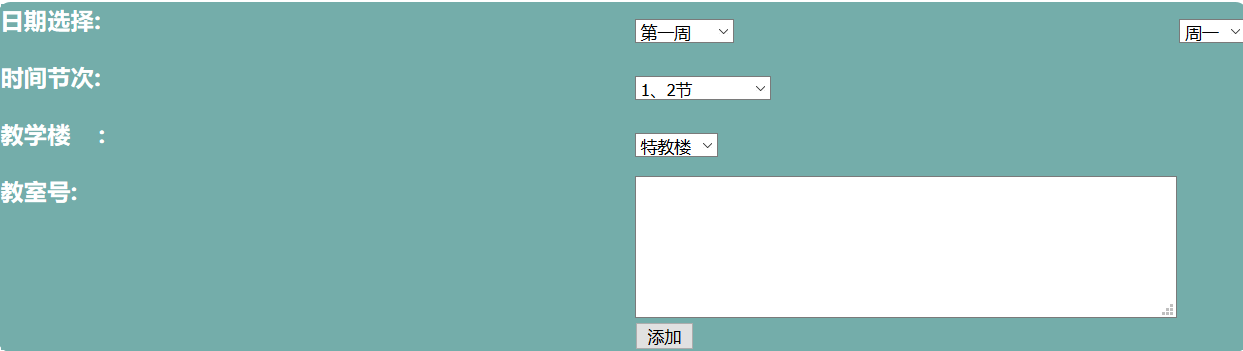 日期选择: 第一周 周一
时间节次: 1、2节
教学楼 : 特教楼
教室号:
添加